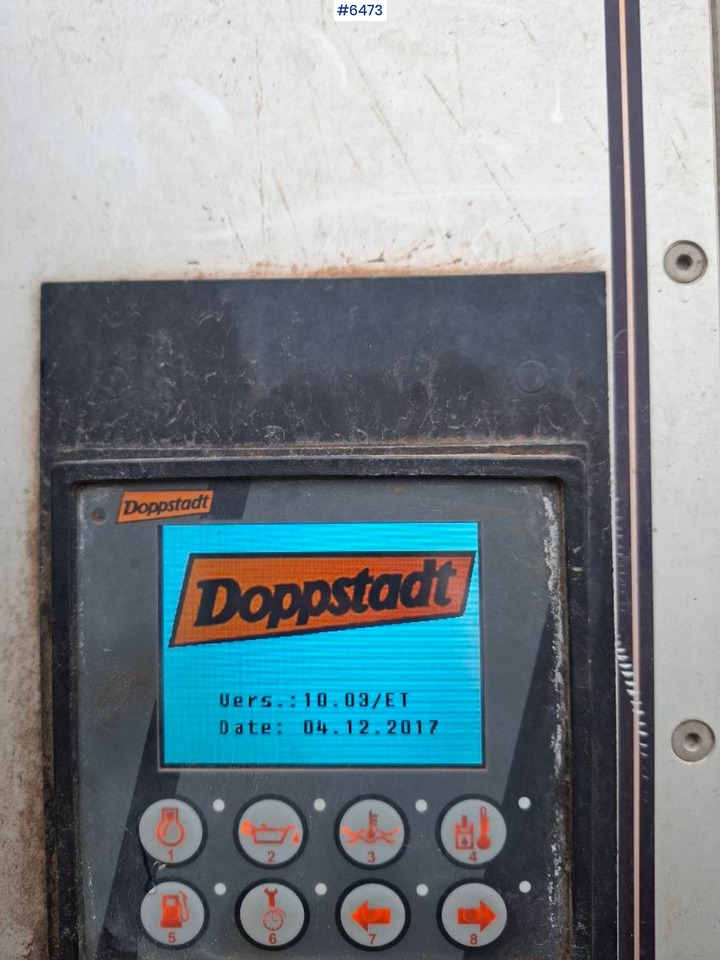 #6473
Doppstadt
Doppstadt
Vers.:10.03/ET
Date: 04.12.2017
1 2 3 4
5 6 7 8